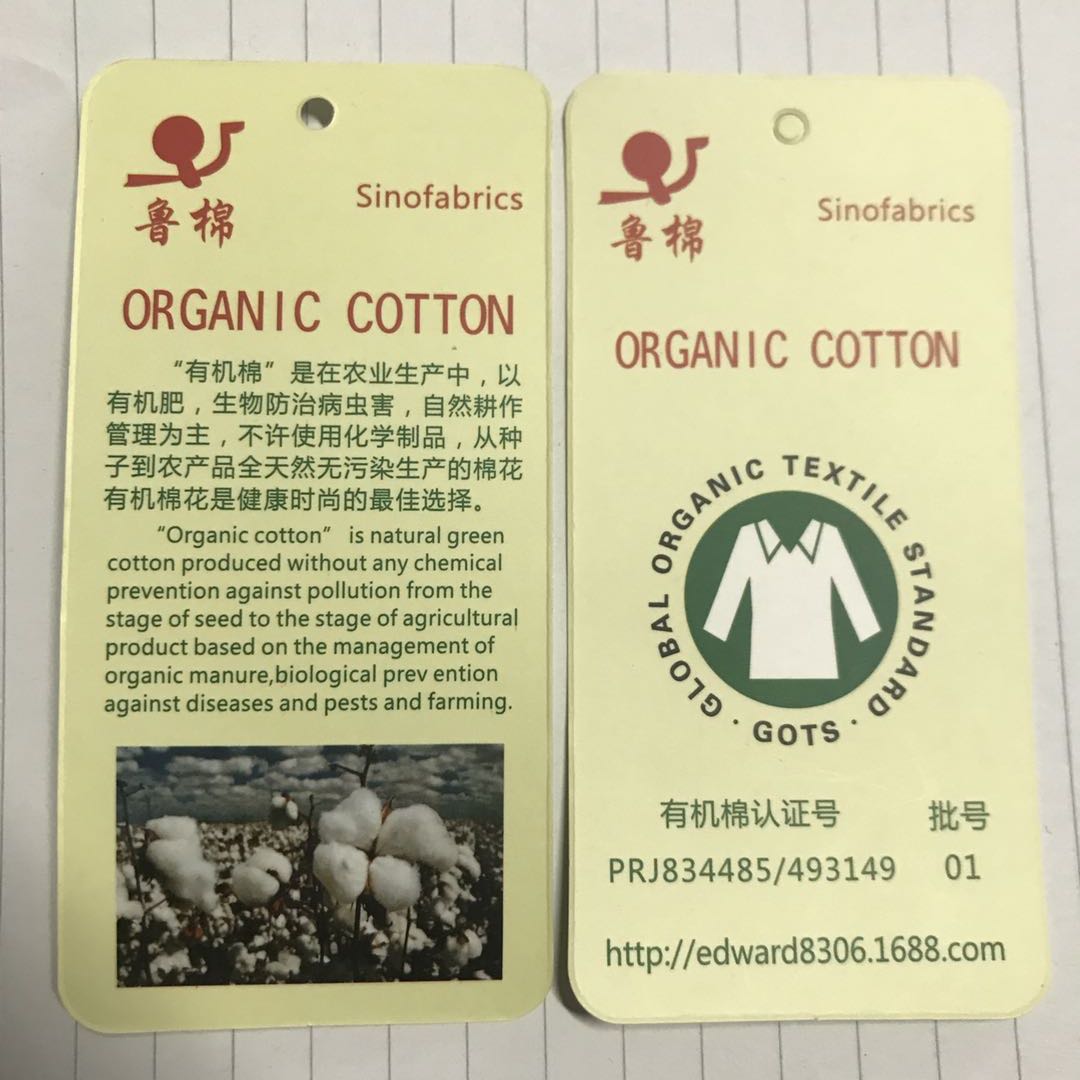 鲁棉
Sinofabrics
ORGANIC COTTON
“有机棉”是在农业生产中，以
有机肥，生物防治病虫害，自然耕作
管理为主，不许使用化学制品，从种
子到农产品全天然无污染生产的棉花
有机棉花是健康时尚的最佳选择。
“Organic cotton” is natural green
cotton produced without any chemical
prevention against pollution from the
stage of seed to the stage of agricultural
product based on the management of
organic manure,biological prev ention
against diseases and pests and farming.
鲁棉
Sinofabrics
ORGANIC COTTON
GLOBAL ORGANIC TEXTILE STANDARD
· GOTS ·
有机棉认证号 批号
PRJ834485/493149 01
http://edward8306.1688.com